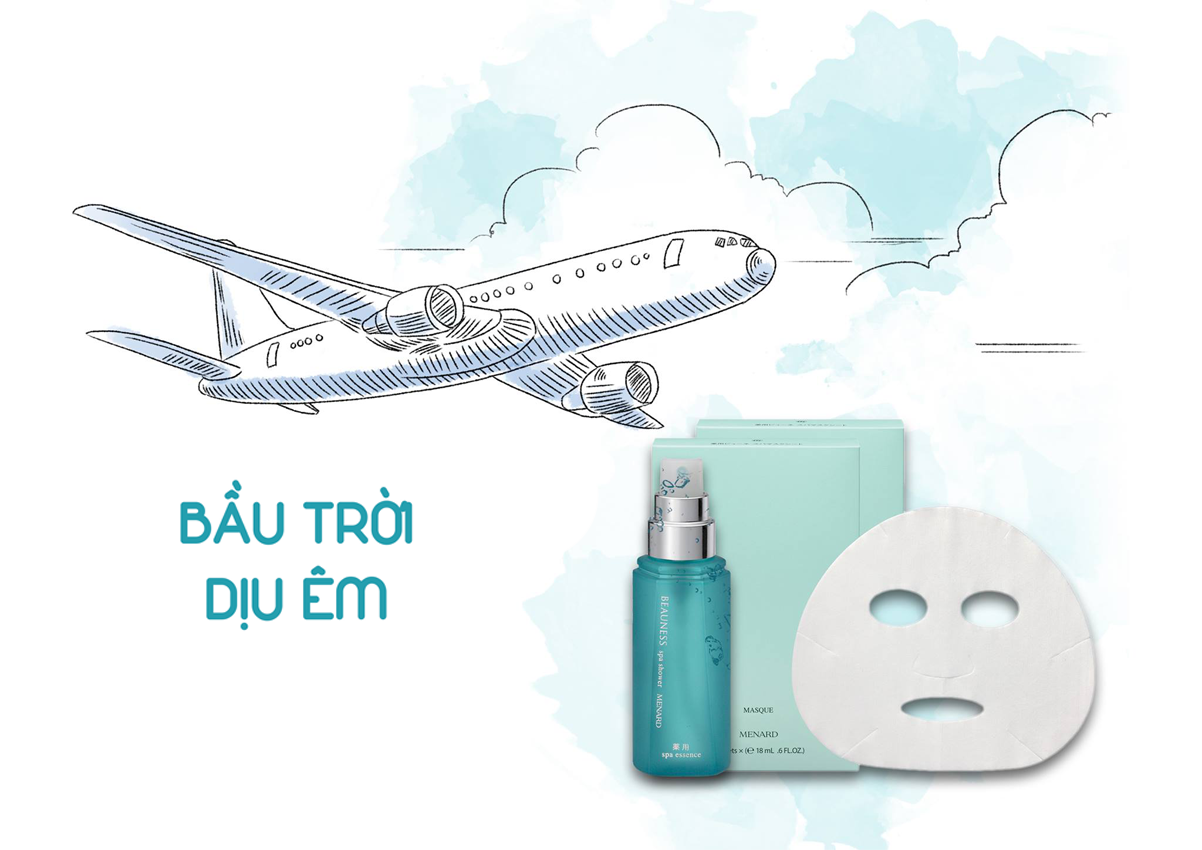 BẦU TRỜI
DỊU ÊM
BEAUNESS spa shower MENARD
薬用
spa essence
MASQUE
MENARD
ets × (℮ 18 mL .6 FL.OZ.)